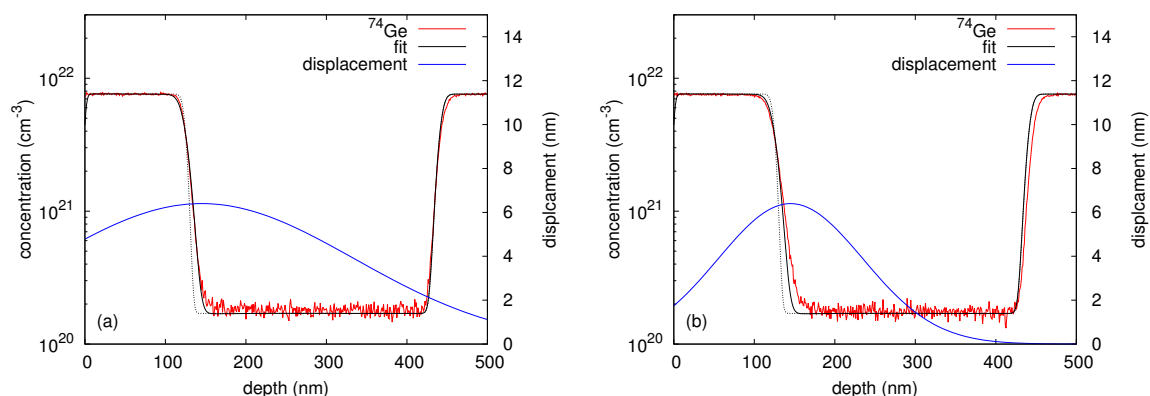 ⁷⁴Ge
fit
displacement
10²²
10²¹
10²⁰
concentration (cm⁻³)
14
12
10
8
6
4
2
0
displcament (nm)
(a)
0 100 200 300 400 500
depth (nm)
⁷⁴Ge
fit
displacement
10²²
10²¹
10²⁰
concentration (cm⁻³)
14
12
10
8
6
4
2
0
displacament (nm)
(b)
0 100 200 300 400 500
depth (nm)